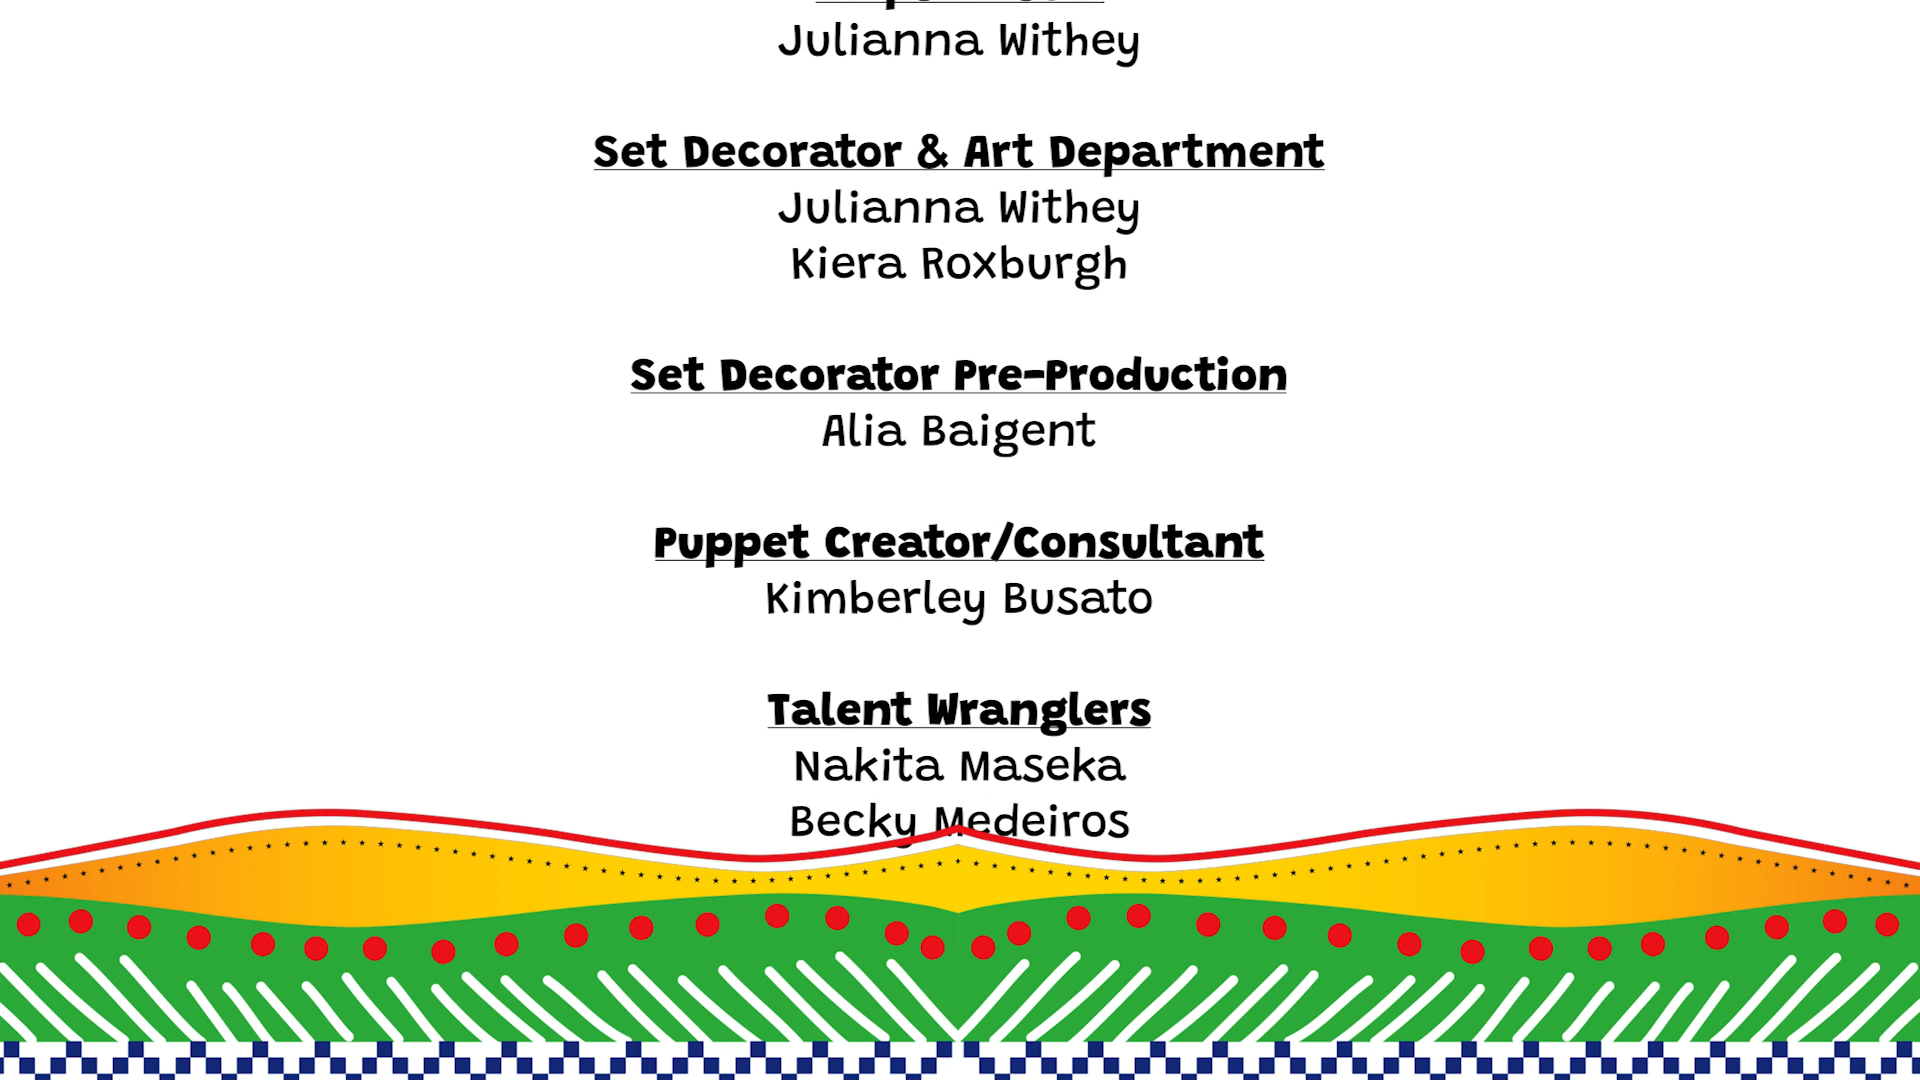 Julianna Withey
Set Decorator & Art Department
Julianna Withey
Kiera Roxburgh
Set Decorator Pre-Production
Alia Baigent
Puppet Creator/Consultant
Kimberley Busato
Talent Wranglers
Nakita Maseka
Becky Medeiros